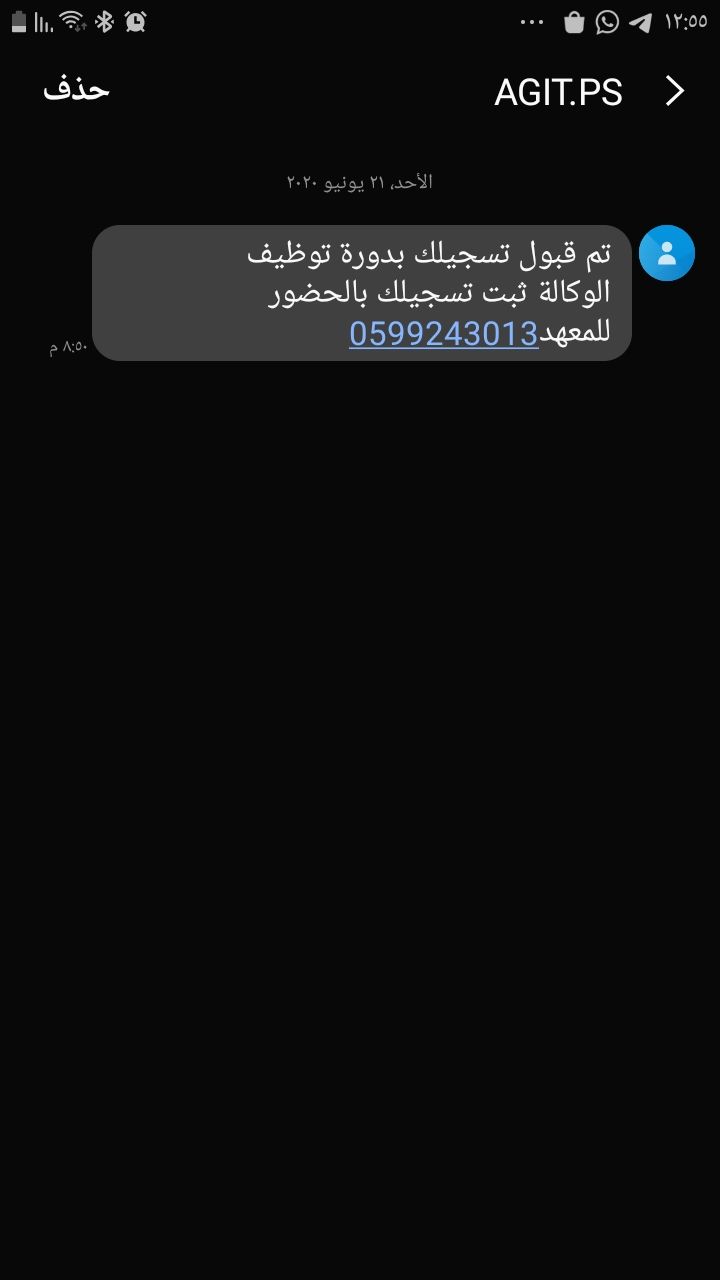 ١٢:٥٥
AGIT.PS
حذف
الأحد، ٢١ يونيو ٢٠٢٠
تم قبول تسجيلك بدورة توظيف
الوكالة ثبت تسجيلك بالحضور
للمعهد0599243013
٨:٥٠ م